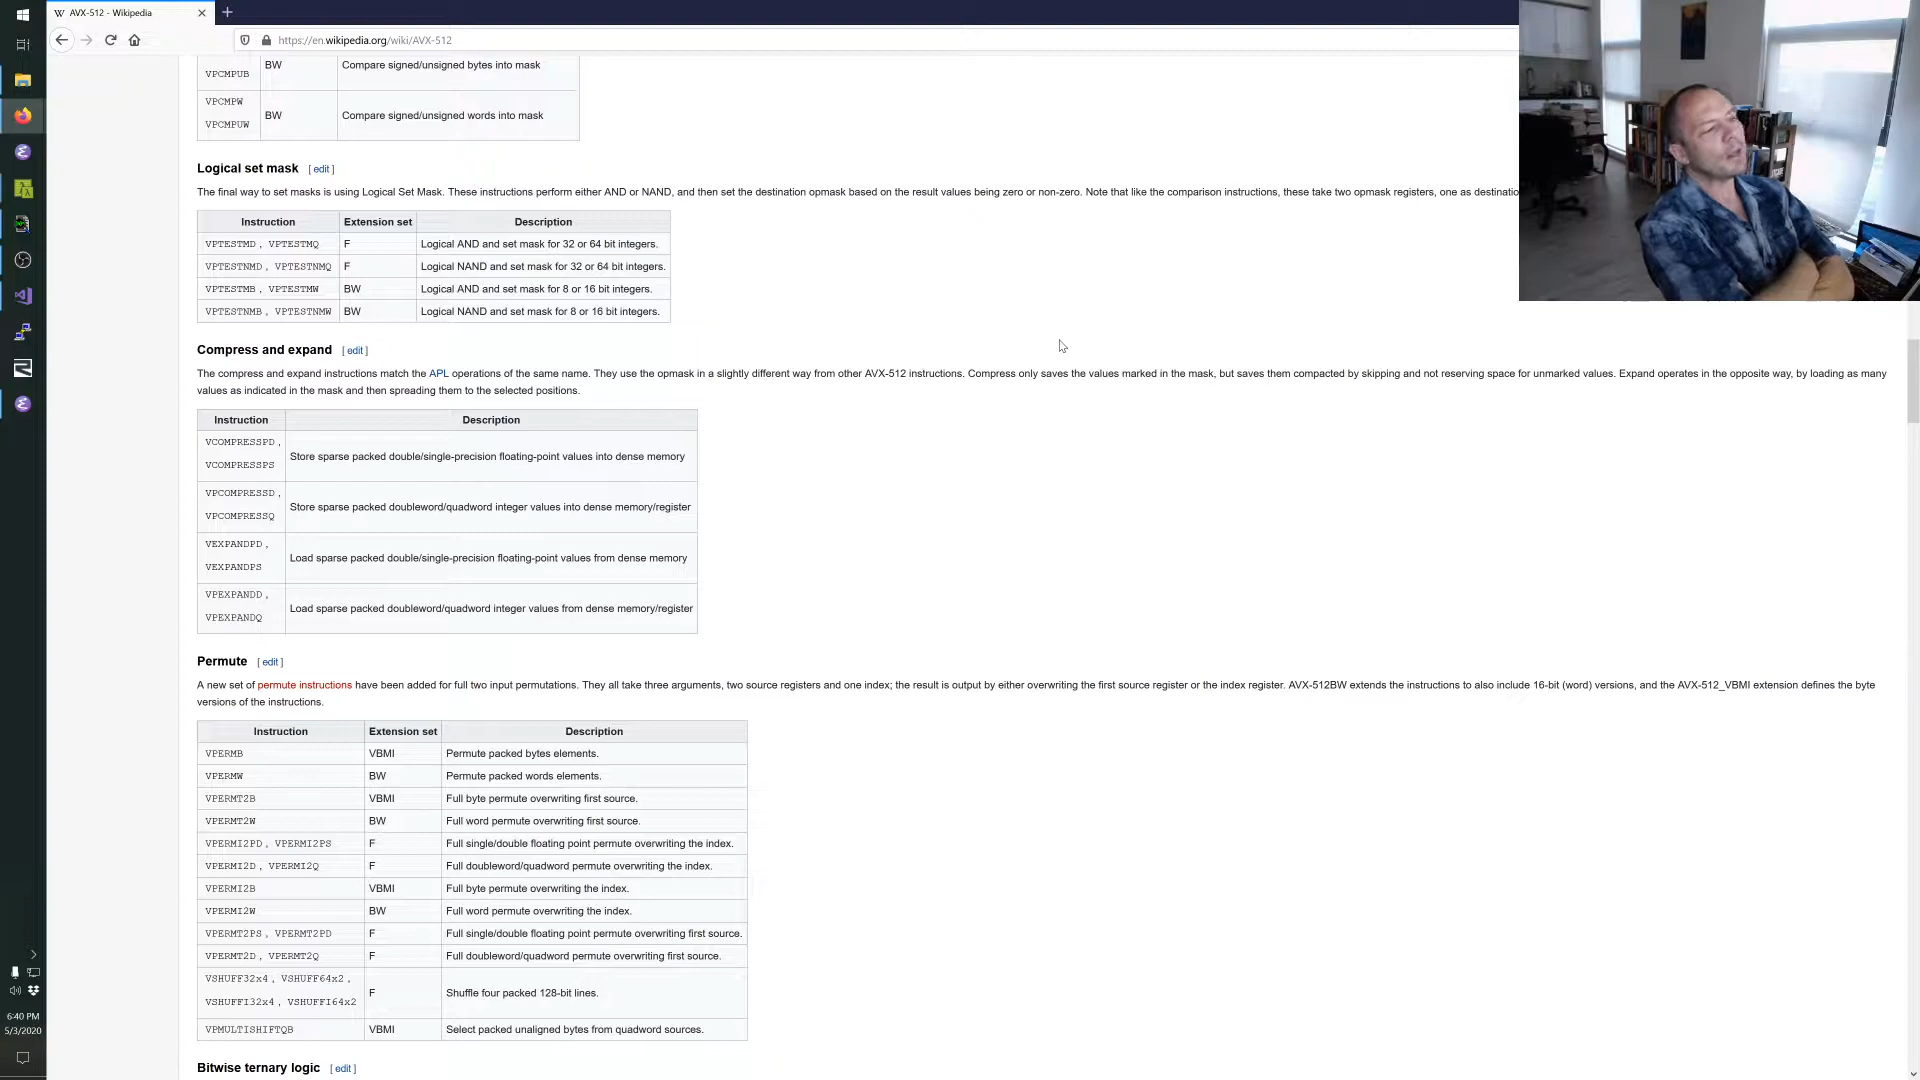 AVX-512 - Wikipedia
https://en.wikipedia.org/wiki/AVX-512
VPCMPUB
BW
Compare signed/unsigned bytes into mask
VPCMPW
VPCMPUW
BW
Compare signed/unsigned words into mask
Logical set mask [ edit ]
The final way to set masks is using Logical Set Mask. These instructions perform either AND or NAND, and then set the destination opmask based on the result values being zero or non-zero. Note that like the comparison instructions, these take two opmask registers, one as destinatio
Instruction Extension set Description
VPTESTMD, VPTESTMQ F Logical AND and set mask for 32 or 64 bit integers.
VPTESTNMD, VPTESTNMQ F Logical NAND and set mask for 32 or 64 bit integers.
VPTESTMB, VPTESTMW BW Logical AND and set mask for 8 or 16 bit integers.
VPTESTNMB, VPTESTNMW BW Logical NAND and set mask for 8 or 16 bit integers.
Compress and expand [ edit ]
The compress and expand instructions match the APL operations of the same name. They use the opmask in a slightly different way from other AVX-512 instructions. Compress only saves the values marked in the mask, but saves them compacted by skipping and not reserving space for unmarked values. Expand operates in the opposite way, by loading as many
values as indicated in the mask and then spreading them to the selected positions.
Instruction Description
VCOMPRESSPD,
VCOMPRESSPS
Store sparse packed double/single-precision floating-point values into dense memory
VPCOMPRESSD,
VPCOMPRESSQ
Store sparse packed doubleword/quadword integer values into dense memory/register
VEXPANDPD,
VEXPANDPS
Load sparse packed double/single-precision floating-point values from dense memory
VPEXPANDD,
VPEXPANDQ
Load sparse packed doubleword/quadword integer values from dense memory/register
Permute [ edit ]
A new set of permute instructions have been added for full two input permutations. They all take three arguments, two source registers and one index; the result is output by either overwriting the first source register or the index register. AVX-512BW extends the instructions to also include 16-bit (word) versions, and the AVX-512_VBMI extension defines the byte
versions of the instructions.
Instruction Extension set Description
VPERMB VBMI Permute packed bytes elements.
VPERMW BW Permute packed words elements.
VPERMT2B VBMI Full byte permute overwriting first source.
VPERMT2W BW Full word permute overwriting first source.
VPERMI2PD, VPERMI2PS F Full single/double floating point permute overwriting the index.
VPERMI2D, VPERMI2Q F Full doubleword/quadword permute overwriting the index.
VPERMI2B VBMI Full byte permute overwriting the index.
VPERMI2W BW Full word permute overwriting the index.
VPERMT2PS, VPERMT2PD F Full single/double floating point permute overwriting first source.
VPERMT2D, VPERMT2Q F Full doubleword/quadword permute overwriting first source.
VSHUFF32x4, VSHUFF64x2,
VSHUFFI32x4, VSHUFFI64x2
F
Shuffle four packed 128-bit lines.
VPMULTISHIFTQB VBMI Select packed unaligned bytes from quadword sources.
Bitwise ternary logic [ edit ]
6:40 PM
5/3/2020